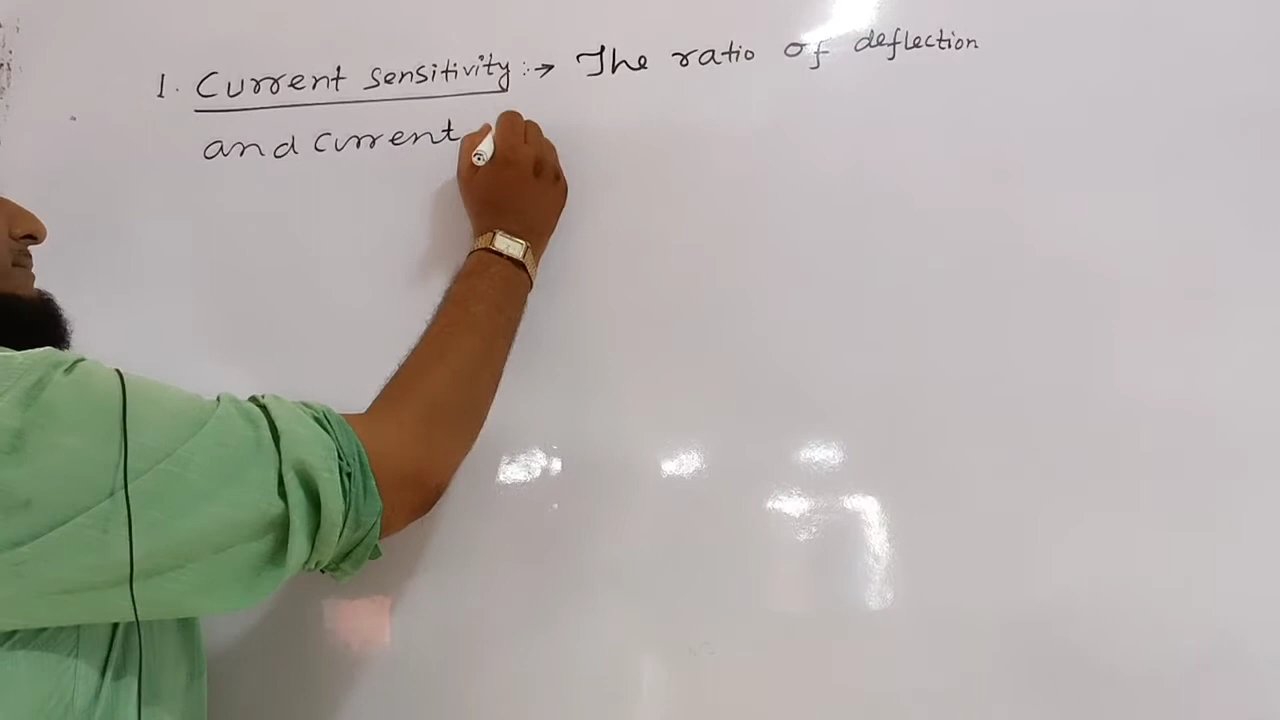 1. Current sensitivity :→ The ratio of deflection
and current